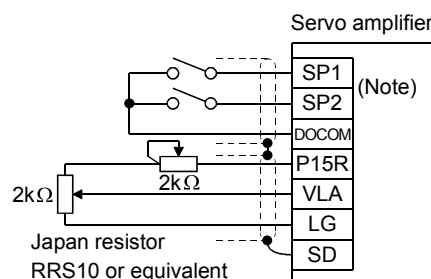 Servo amplifier
SP1
(Note)
SP2
DOCOM
P15R
2kΩ
2kΩ
VLA
LG
Japan resistor
SD
RRS10 or equivalent